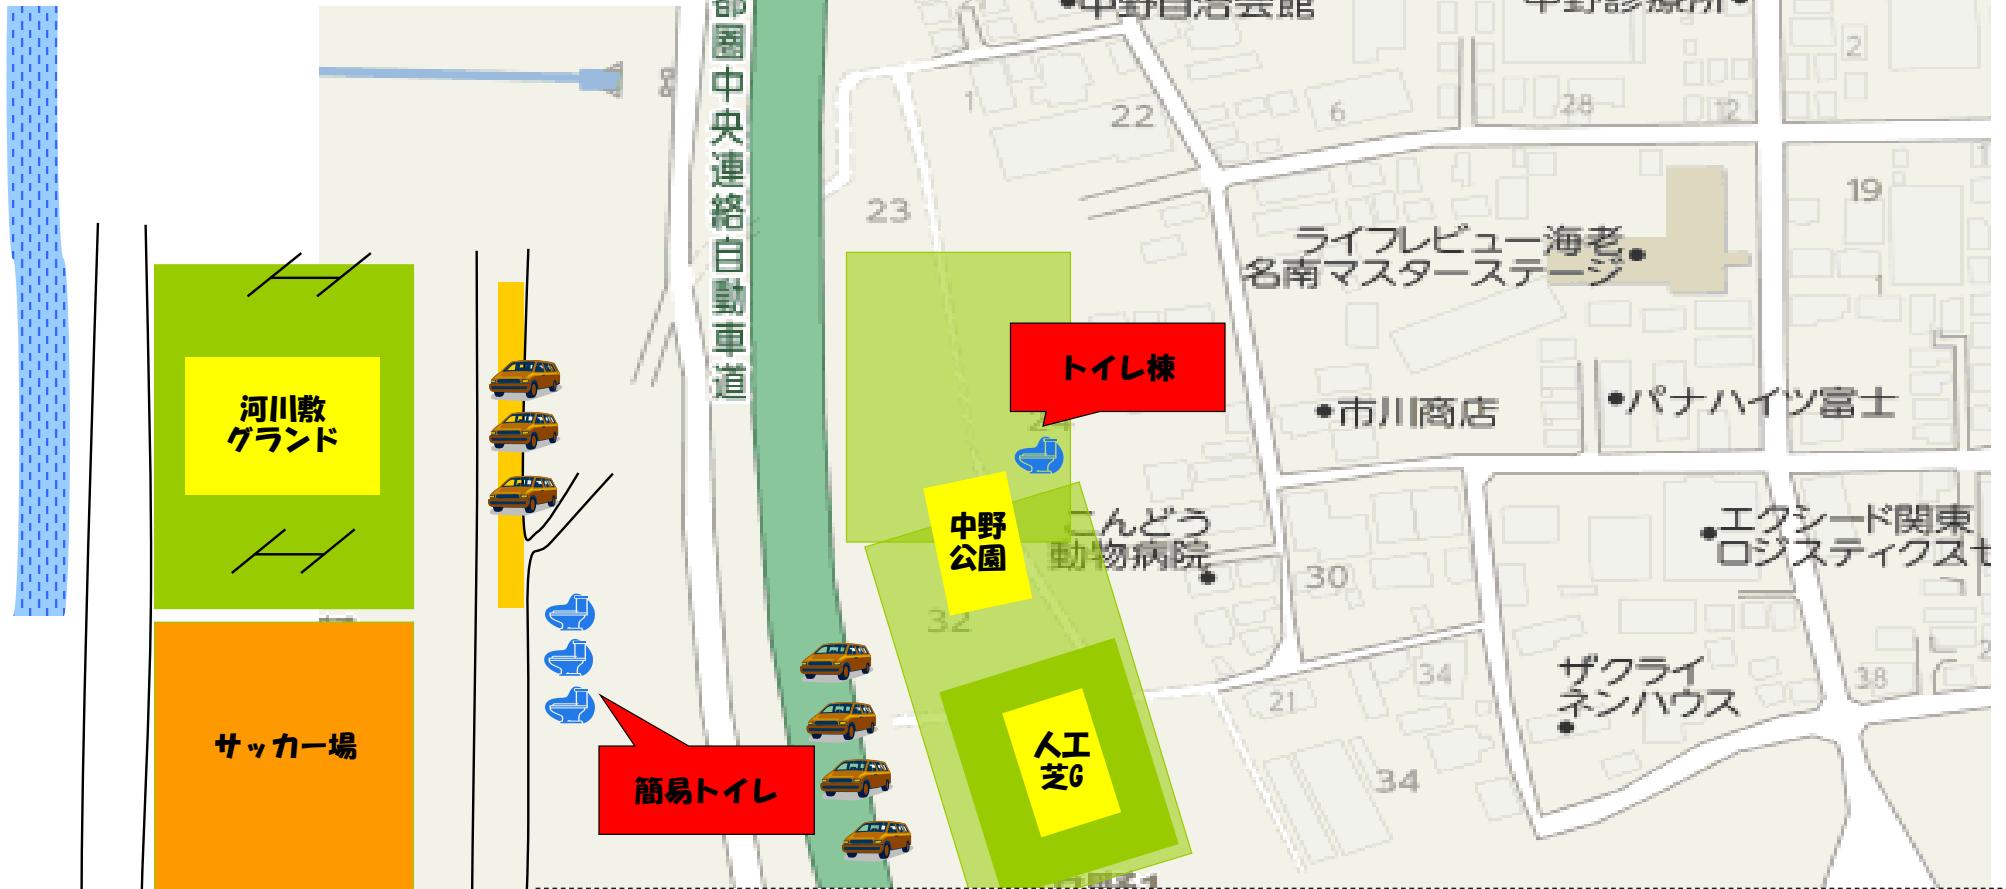 中野自治会館
中野診療所
都圏中央連絡自動車道
2
1
22
6
28
12
23
19
ライフレビュー海老
名南マスターステージ
1
トイレ棟
河川敷
グランド
市川商店
パナハイツ富士
24
中野
公園
こんどう
動物病院
エクシード関東
ロジスティクスセ
30
32
ザクライ
ネンハウス
34
38
2
21
サッカー場
人工
芝G
簡易トイレ
34